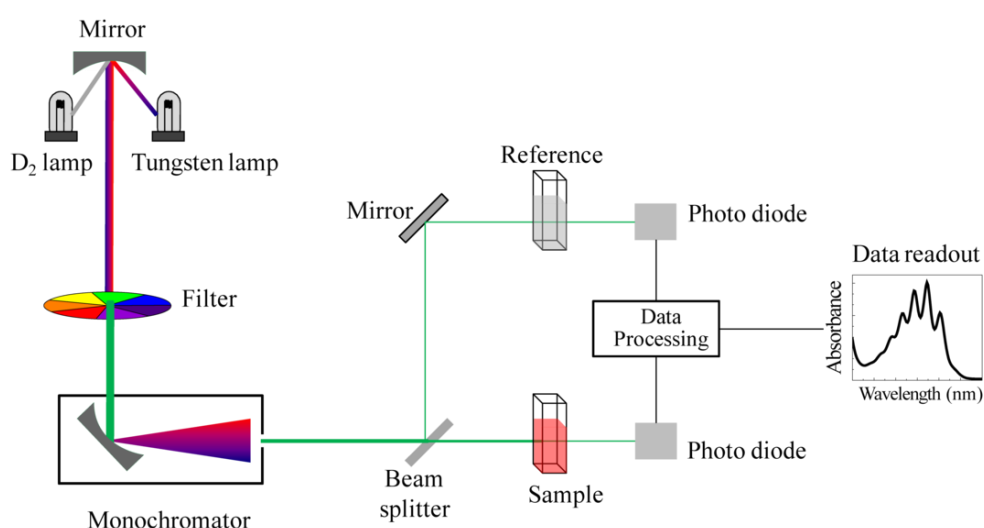 Mirror
D₂ lamp
Tungsten lamp
Filter
Monochromator
Mirror
Beam
splitter
Reference
Sample
Photo diode
Photo diode
Data
Processing
Data readout
Absorbance
Wavelength (nm)